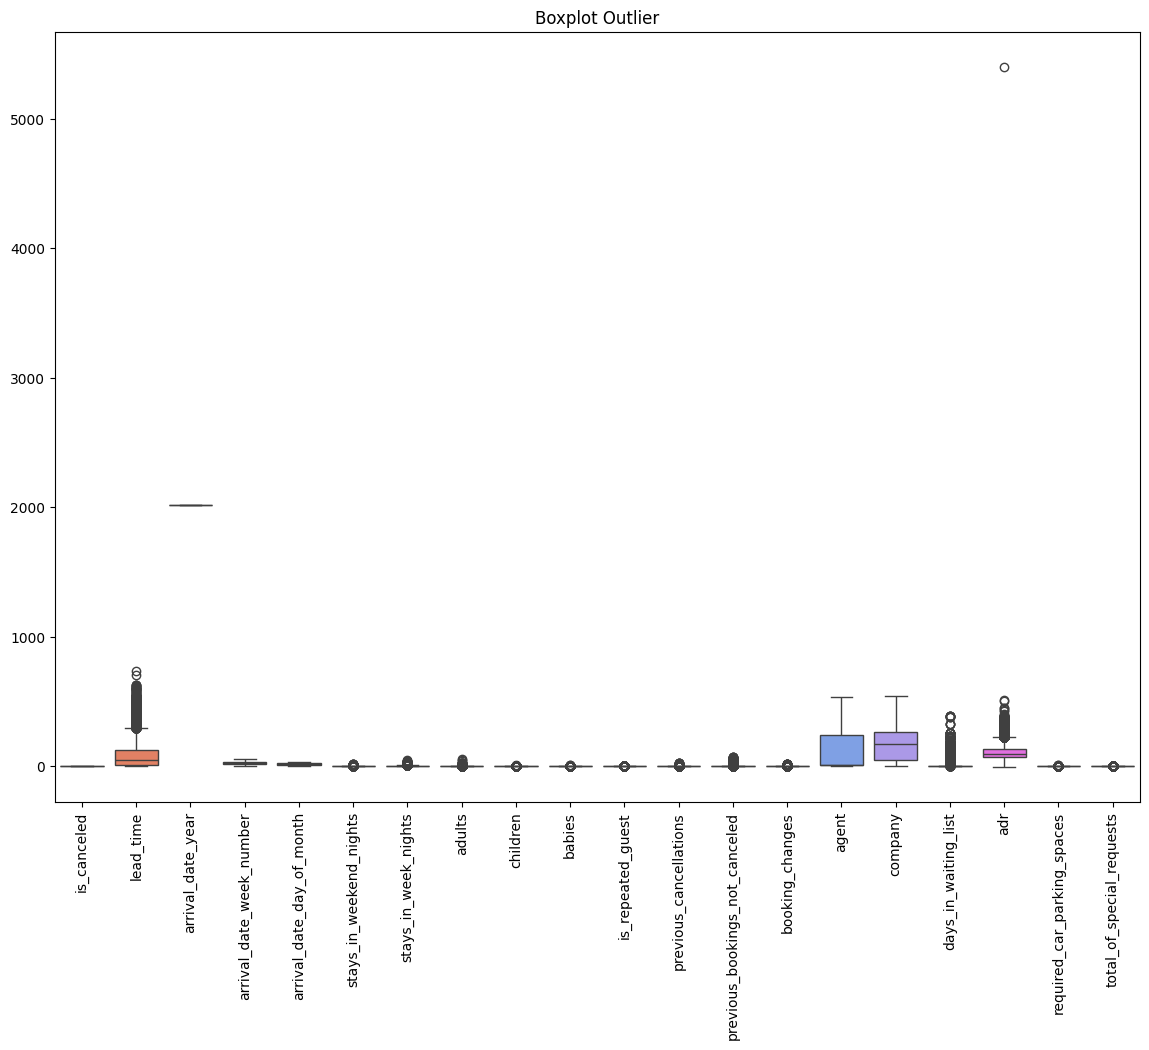 Boxplot Outlier
5000
4000
3000
2000
1000
0
is_canceled
lead_time
arrival_date_year
arrival_date_week_number
arrival_date_day_of_month
stays_in_weekend_nights
stays_in_week_nights
adults
children
babies
is_repeated_guest
previous_cancellations
previous_bookings_not_canceled
booking_changes
agent
company
days_in_waiting_list
adr
required_car_parking_spaces
total_of_special_requests